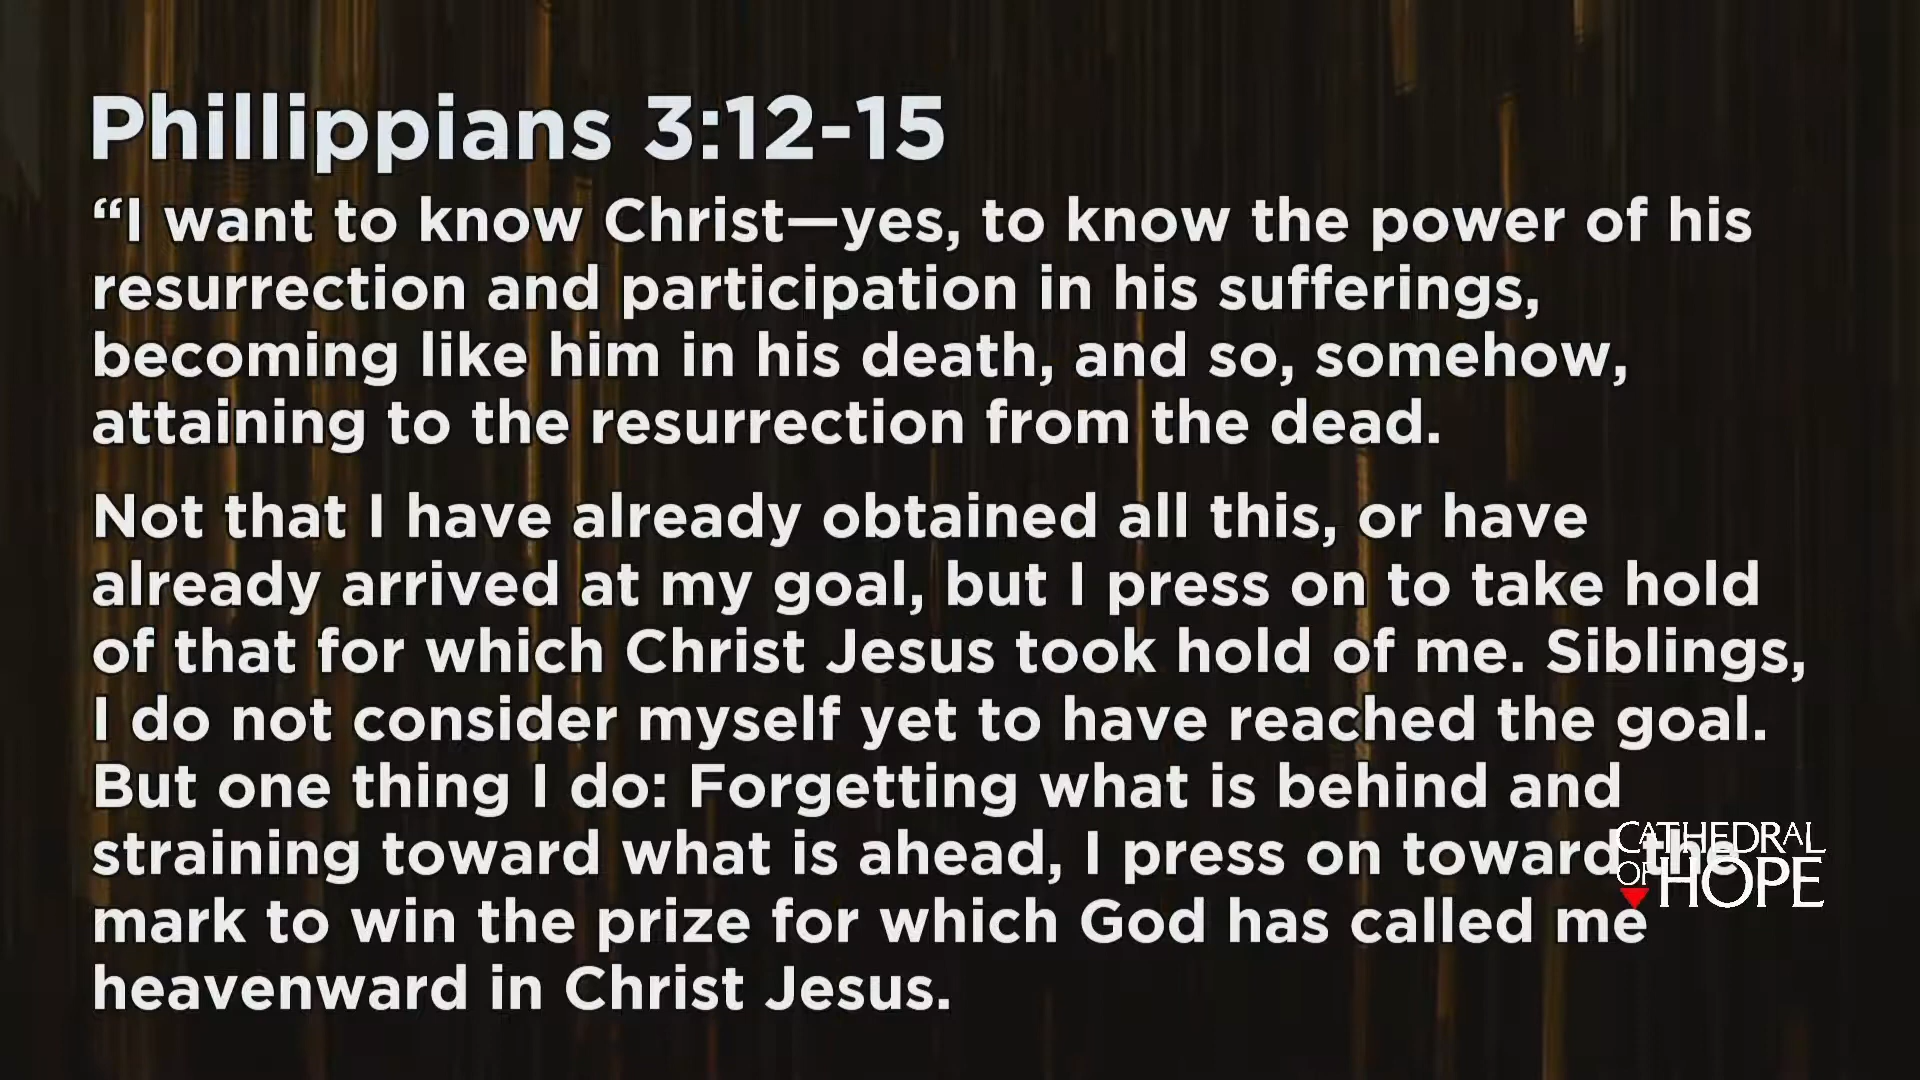 Phillippians 3:12-15
“I want to know Christ—yes, to know the power of his
resurrection and participation in his sufferings,
becoming like him in his death, and so, somehow,
attaining to the resurrection from the dead.
Not that I have already obtained all this, or have
already arrived at my goal, but I press on to take hold
of that for which Christ Jesus took hold of me. Siblings,
I do not consider myself yet to have reached the goal.
But one thing I do: Forgetting what is behind and
straining toward what is ahead, I press on toward the
mark to win the prize for which God has called me
heavenward in Christ Jesus.
CATHEDRAL
OF HOPE